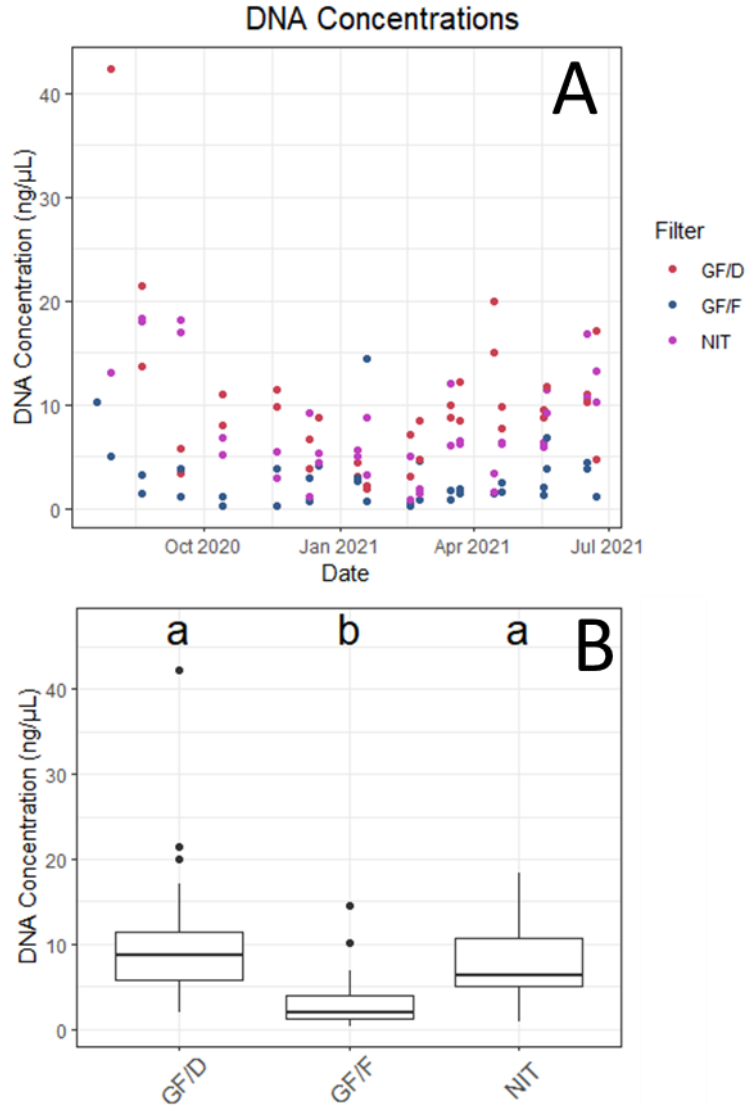 DNA Concentrations
A
DNA Concentration (ng/µL)
40
30
20
10
0
Oct 2020 Jan 2021 Apr 2021 Jul 2021
Date
Filter
GF/D
GF/F
NIT
a b a
B
DNA Concentration (ng/µL)
40
30
20
10
0
GF/D GF/F NIT